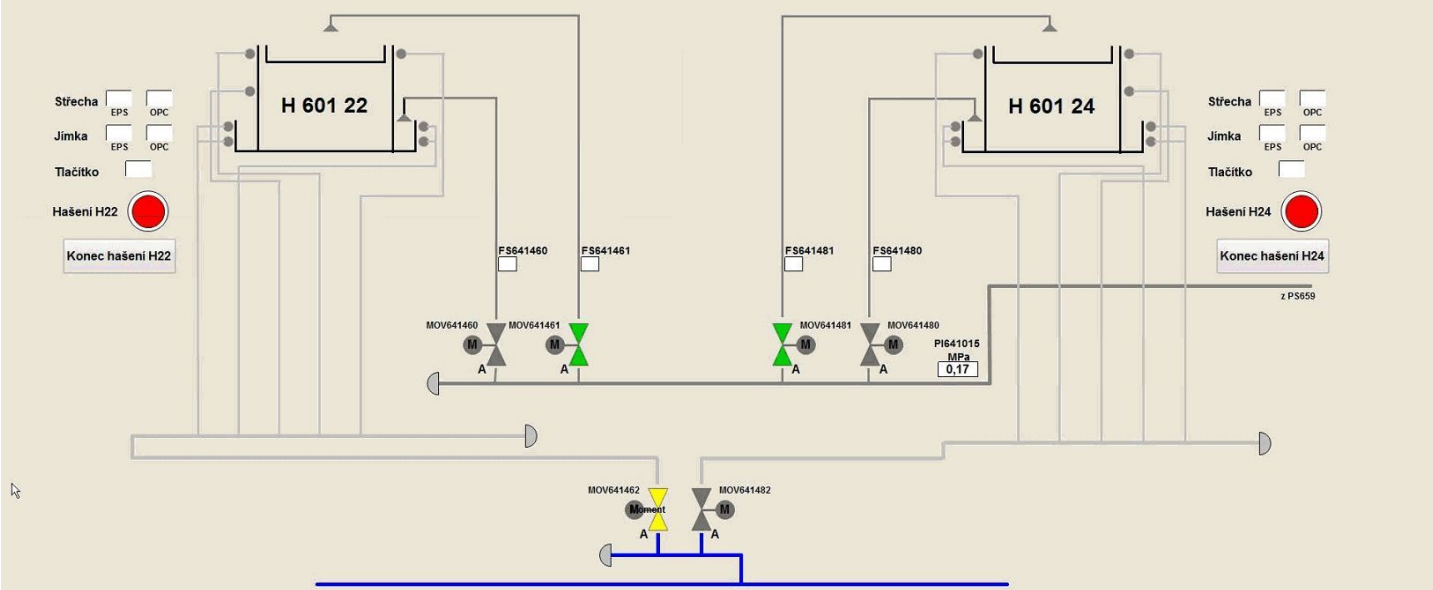 H 601 22
H 601 24
Střecha
EPS
OPC
Jímka
EPS
OPC
Tlačítko
Hašení H22
Konec hašení H22
Střecha
EPS
OPC
Jímka
EPS
OPC
Tlačítko
Hašení H24
Konec hašení H24
FS641460
FS641461
FS641481
FS641480
z PS659
MOV641460
M
A
MOV641461
M
A
MOV641481
M
A
MOV641480
M
A
PI641015
MPa
0,17
MOV641462
M
Moment
A
MOV641482
M
A